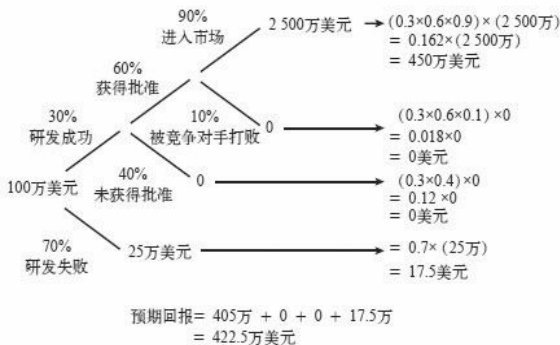 90%
进入市场
2 500万美元
(0.3×0.6×0.9)×(2 500万)
= 0.162×(2 500万)
= 450万美元
60%
获得批准
30%
研发成功
10%
被竞争对手打败
0
(0.3×0.6×0.1)×0
= 0.018×0
= 0美元
100万美元
40%
未获得批准
0
(0.3×0.4)×0
= 0.12×0
= 0美元
70%
研发失败
25万美元
= 0.7×(25万)
= 17.5美元
预期回报= 405万 + 0 + 0 + 17.5万
= 422.5万美元